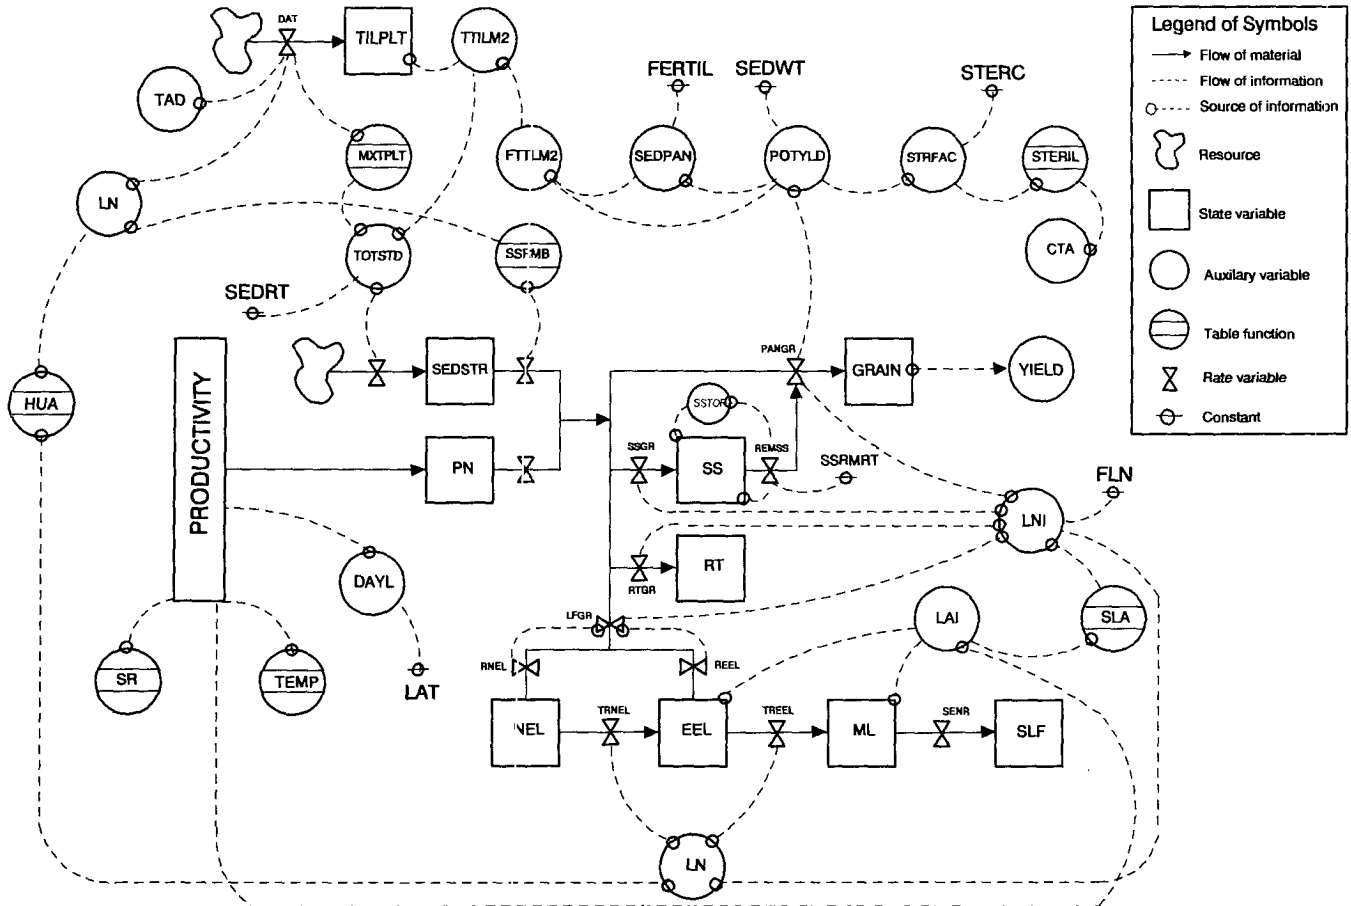 DAT
Legend of Symbols
TILPLT
TTILM2
Flow of material
FERTIL
SEDWT
STERC
Flow of information
TAD
Source of information
MXTPLT
FTTLM2
SEDPAN
POTYLD
STRFAC
STERIL
Resource
LN
State variable
TOTSTD
CTA
Auxilary variable
SEDRT
PANGR
Table function
SEDSTR
GRAIN
YIELD
Rate variable
HUA
Constant
SSGR
REMSS
PRODUCTIVITY
PN
SS
SSRMRT
FLN
LNI
RT
DAYL
RTGR
LFGR
LAI
SLA
RNEL
REEL
SR
TEMP
LAT
TRNEL
TREEL
SENR
EEL
ML
SLF
LN